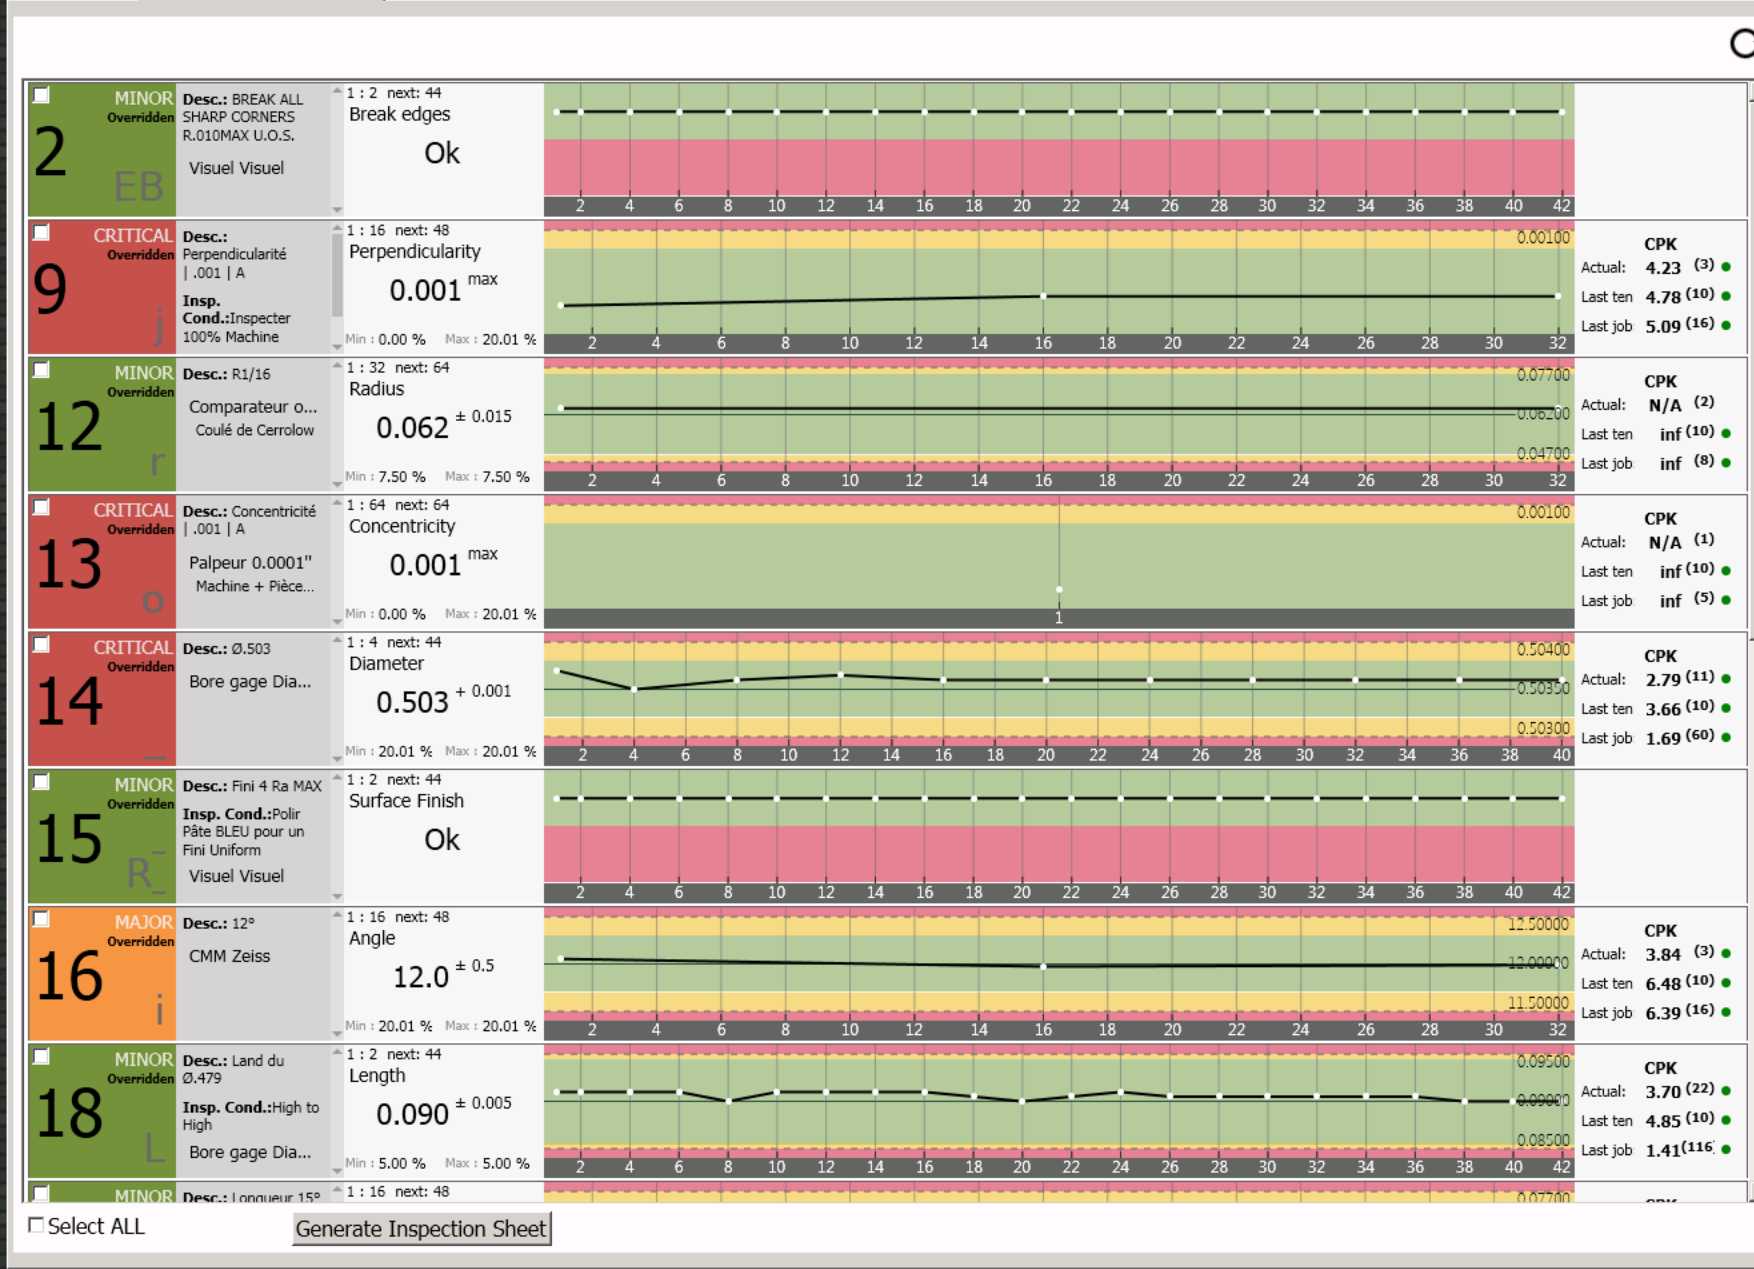 MINOR
Overridden
2
EB
Desc.: BREAK ALL
SHARP CORNERS
R.010MAX U.O.S.
Visuel Visuel
1 : 2 next: 44
Break edges
Ok
2 4 6 8 10 12 14 16 18 20 22 24 26 28 30 32 34 36 38 40 42
CRITICAL
Overridden
9
j
Desc.:
Perpendicularité
| .001 | A
Insp.
Cond.:Inspecter
100% Machine
1 : 16 next: 48
Perpendicularity
0.001 max
Min : 0.00 % Max : 20.01 %
0.00100
2 4 6 8 10 12 14 16 18 20 22 24 26 28 30 32
CPK
Actual: 4.23 (3)
Last ten 4.78 (10)
Last job: 5.09 (16)
MINOR
Overridden
12
r
Desc.: R1/16
Comparateur o...
Coulé de Cerrolow
1 : 32 next: 64
Radius
0.062 ± 0.015
Min : 7.50 % Max : 7.50 %
0.07700
0.06200
0.04700
2 4 6 8 10 12 14 16 18 20 22 24 26 28 30 32
CPK
Actual: N/A (2)
Last ten inf (10)
Last job: inf (8)
CRITICAL
Overridden
13
o
Desc.: Concentricité
| .001 | A
Palpeur 0.0001"
Machine + Pièce...
1 : 64 next: 64
Concentricity
0.001 max
Min : 0.00 % Max : 20.01 %
0.00100
1
CPK
Actual: N/A (1)
Last ten inf (10)
Last job: inf (5)
CRITICAL
Overridden
14
_
Desc.: Ø.503
Bore gage Dia...
1 : 4 next: 44
Diameter
0.503 + 0.001
Min : 20.01 % Max : 20.01 %
0.50400
0.50350
0.50300
2 4 6 8 10 12 14 16 18 20 22 24 26 28 30 32 34 36 38 40
CPK
Actual: 2.79 (11)
Last ten 3.66 (10)
Last job: 1.69 (60)
MINOR
Overridden
15
R_
Desc.: Fini 4 Ra MAX
Insp. Cond.:Polir
Pâte BLEU pour un
Fini Uniform
Visuel Visuel
1 : 2 next: 44
Surface Finish
Ok
2 4 6 8 10 12 14 16 18 20 22 24 26 28 30 32 34 36 38 40 42
MAJOR
Overridden
16
i
Desc.: 12°
CMM Zeiss
1 : 16 next: 48
Angle
12.0 ± 0.5
Min : 20.01 % Max : 20.01 %
12.50000
12.00000
11.50000
2 4 6 8 10 12 14 16 18 20 22 24 26 28 30 32
CPK
Actual: 3.84 (3)
Last ten 6.48 (10)
Last job: 6.39 (16)
MINOR
Overridden
18
L
Desc.: Land du
Ø.479
Insp. Cond.:High to
High
Bore gage Dia...
1 : 2 next: 44
Length
0.090 ± 0.005
Min : 5.00 % Max : 5.00 %
0.09500
0.09000
0.08500
2 4 6 8 10 12 14 16 18 20 22 24 26 28 30 32 34 36 38 40 42
CPK
Actual: 3.70 (22)
Last ten 4.85 (10)
Last job: 1.41(116
MINOR
Desc.: Longueur 15°
1 : 16 next: 48
0.07700
CPK
Select ALL
Generate Inspection Sheet